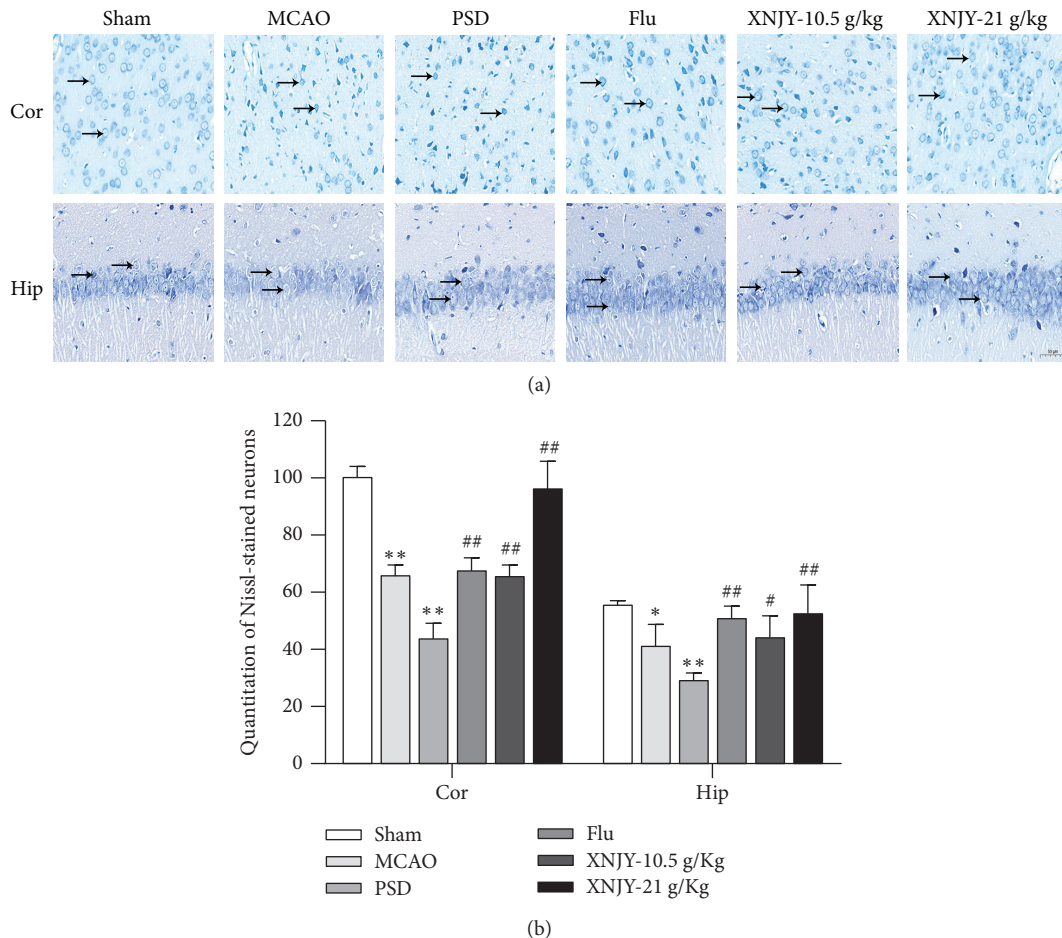 Sham MCAO PSD Flu XNJY-10.5 g/kg XNJY-21 g/kg
Cor
Hip
(a)
Quantitation of Nissl-stained neurons
120
100
80
60
40
20
0
** ** ## ## ##
* ** ## # ##
Cor Hip
Sham Flu
MCAO XNJY-10.5 g/Kg
PSD XNJY-21 g/Kg
(b)